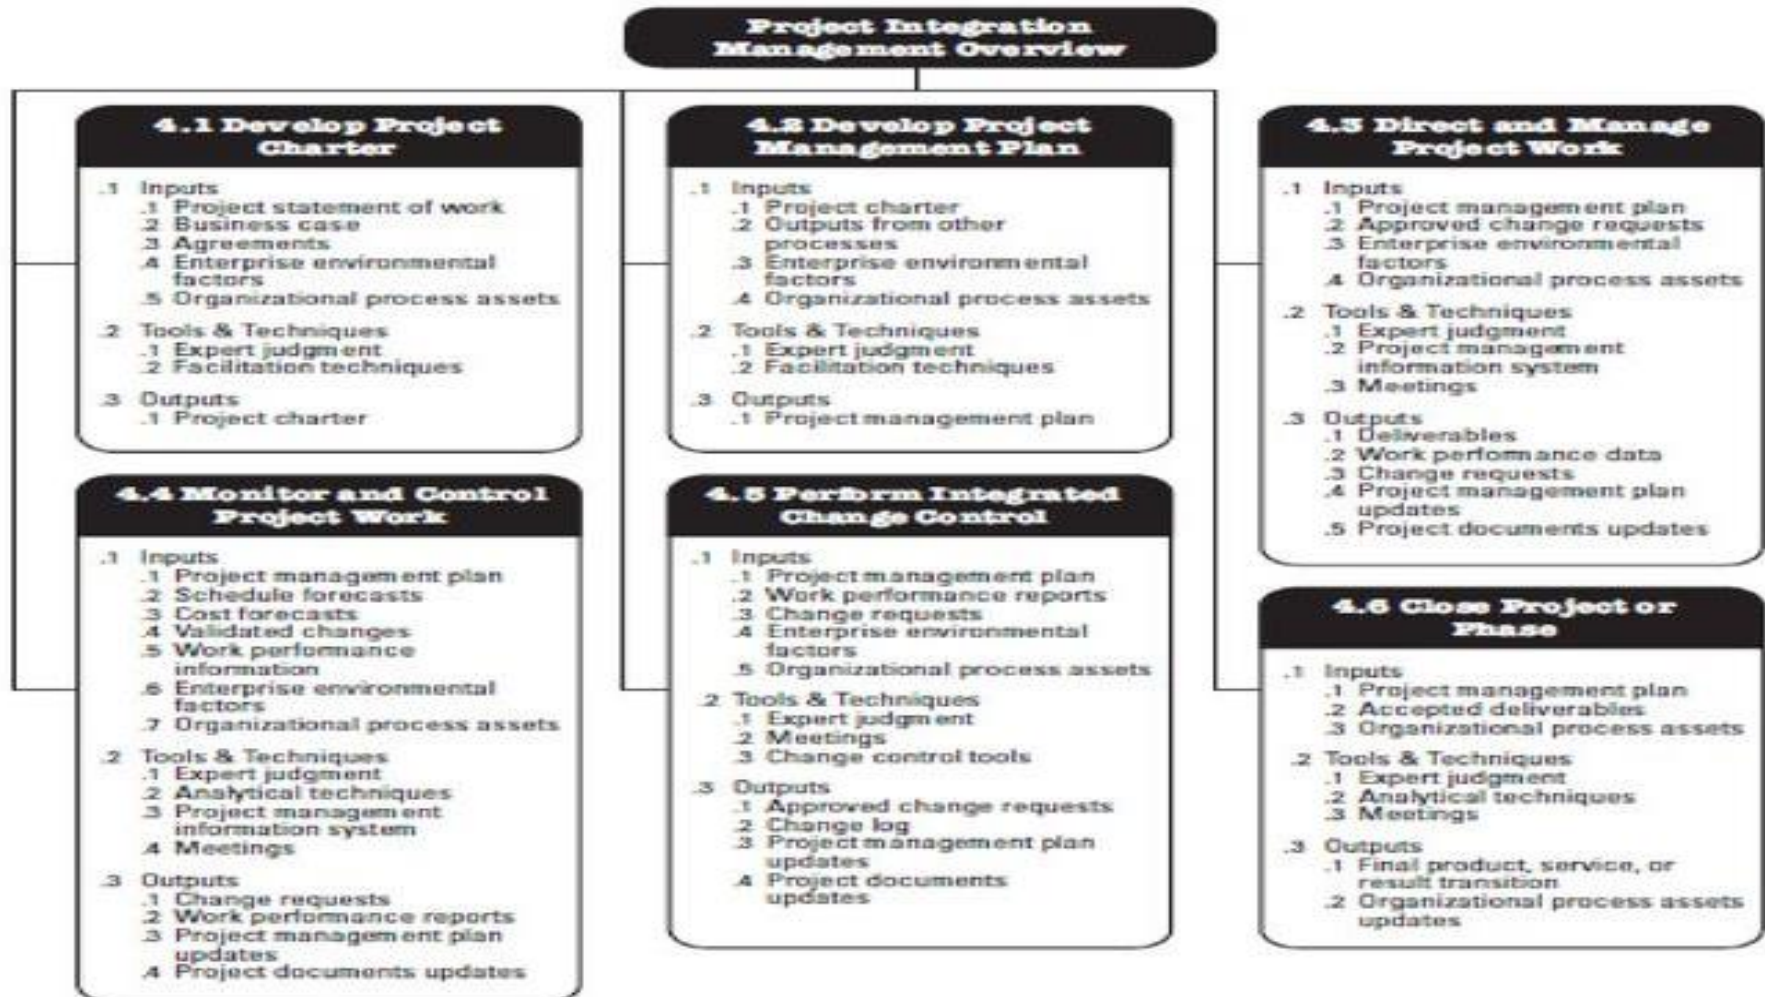 Project Integration
Management Overview
4.1 Develop Project
Charter
.1 Inputs
.1 Project statement of work
.2 Business case
.3 Agreements
.4 Enterprise environmental
factors
.5 Organizational process assets
.2 Tools & Techniques
.1 Expert judgment
.2 Facilitation techniques
.3 Outputs
.1 Project charter
4.2 Develop Project
Management Plan
.1 Inputs
.1 Project charter
.2 Outputs from other
processes
.3 Enterprise environmental
factors
.4 Organizational process assets
.2 Tools & Techniques
.1 Expert judgment
.2 Facilitation techniques
.3 Outputs
.1 Project management plan
4.3 Direct and Manage
Project Work
.1 Inputs
.1 Project management plan
.2 Approved change requests
.3 Enterprise environmental
factors
.4 Organizational process assets
.2 Tools & Techniques
.1 Expert judgment
.2 Project management
information system
.3 Meetings
.3 Outputs
.1 Deliverables
.2 Work performance data
.3 Change requests
.4 Project management plan
updates
.5 Project documents updates
4.4 Monitor and Control
Project Work
.1 Inputs
.1 Project management plan
.2 Schedule forecasts
.3 Cost forecasts
.4 Validated changes
.5 Work performance
information
.6 Enterprise environmental
factors
.7 Organizational process assets
.2 Tools & Techniques
.1 Expert judgment
.2 Analytical techniques
.3 Project management
information system
.4 Meetings
.3 Outputs
.1 Change requests
.2 Work performance reports
.3 Project management plan
updates
.4 Project documents updates
4.5 Perform Integrated
Change Control
.1 Inputs
.1 Project management plan
.2 Work performance reports
.3 Change requests
.4 Enterprise environmental
factors
.5 Organizational process assets
.2 Tools & Techniques
.1 Expert judgment
.2 Meetings
.3 Change control tools
.3 Outputs
.1 Approved change requests
.2 Change log
.3 Project management plan
updates
.4 Project documents
updates
4.6 Close Project or
Phase
.1 Inputs
.1 Project management plan
.2 Accepted deliverables
.3 Organizational process assets
.2 Tools & Techniques
.1 Expert judgment
.2 Analytical techniques
.3 Meetings
.3 Outputs
.1 Final product, service, or
result transition
.2 Organizational process assets
updates